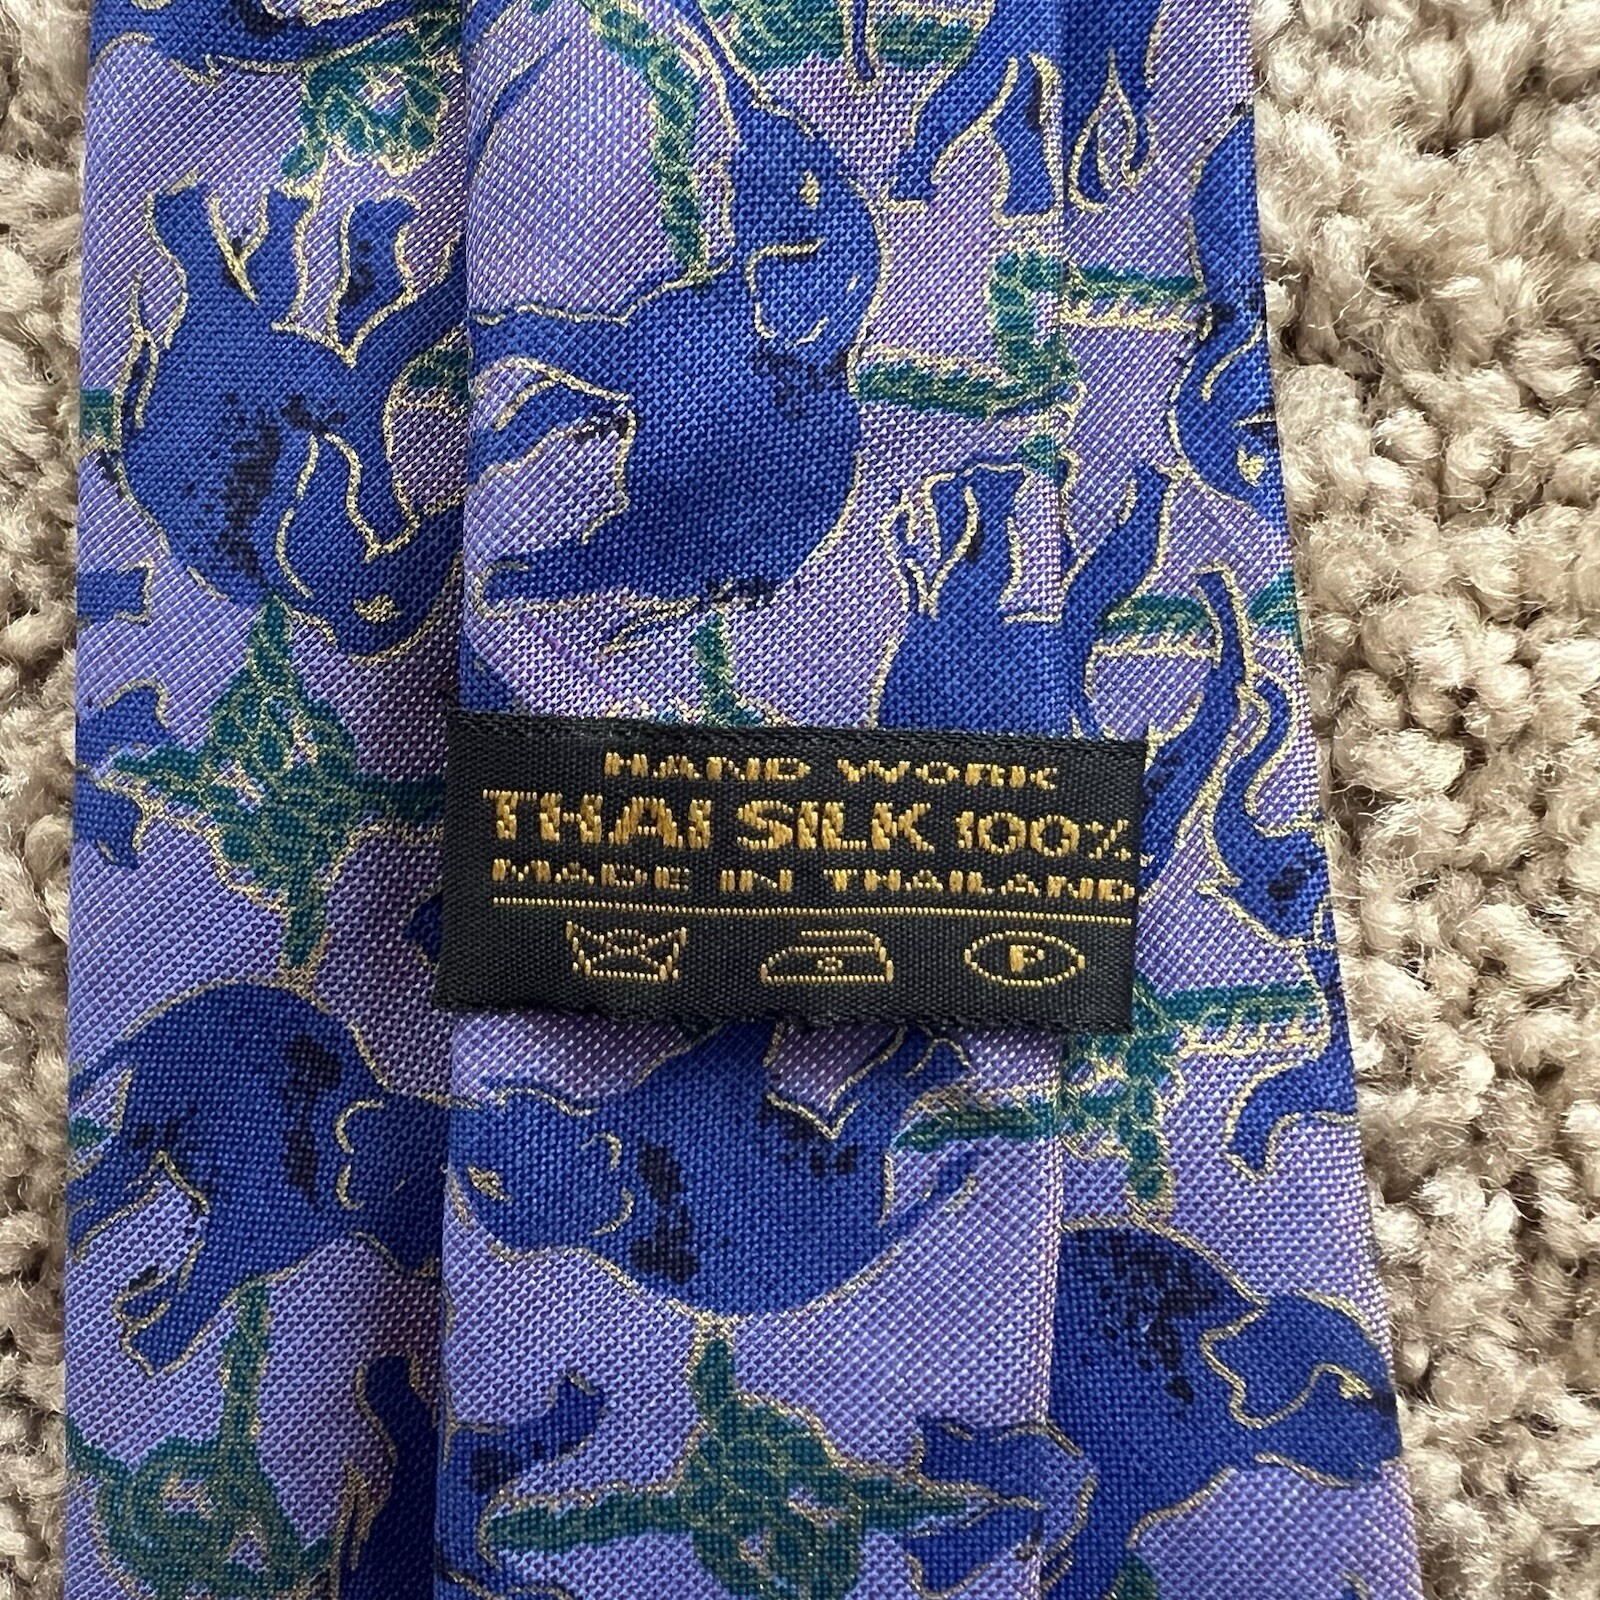 HAND WORK
THAI SILK 100%
MADE IN THAILAND
P